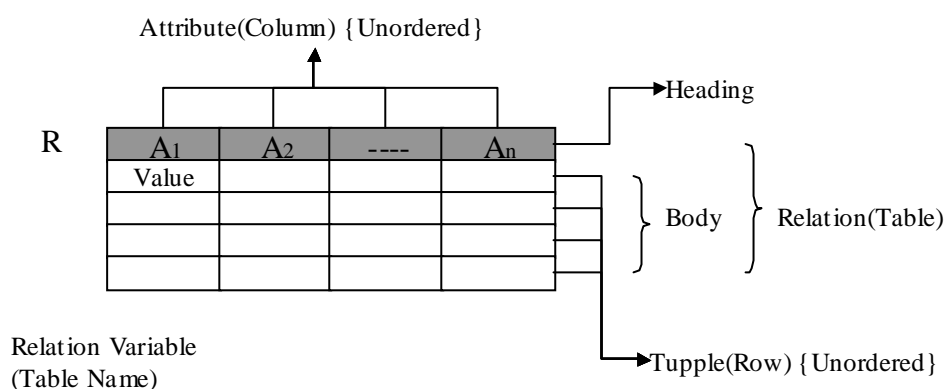 Attribute(Column) {Unordered}
Heading
R
A1 A2 ---- An
Value
Body
Relation(Table)
Relation Variable
(Table Name)
Tupple(Row) {Unordered}